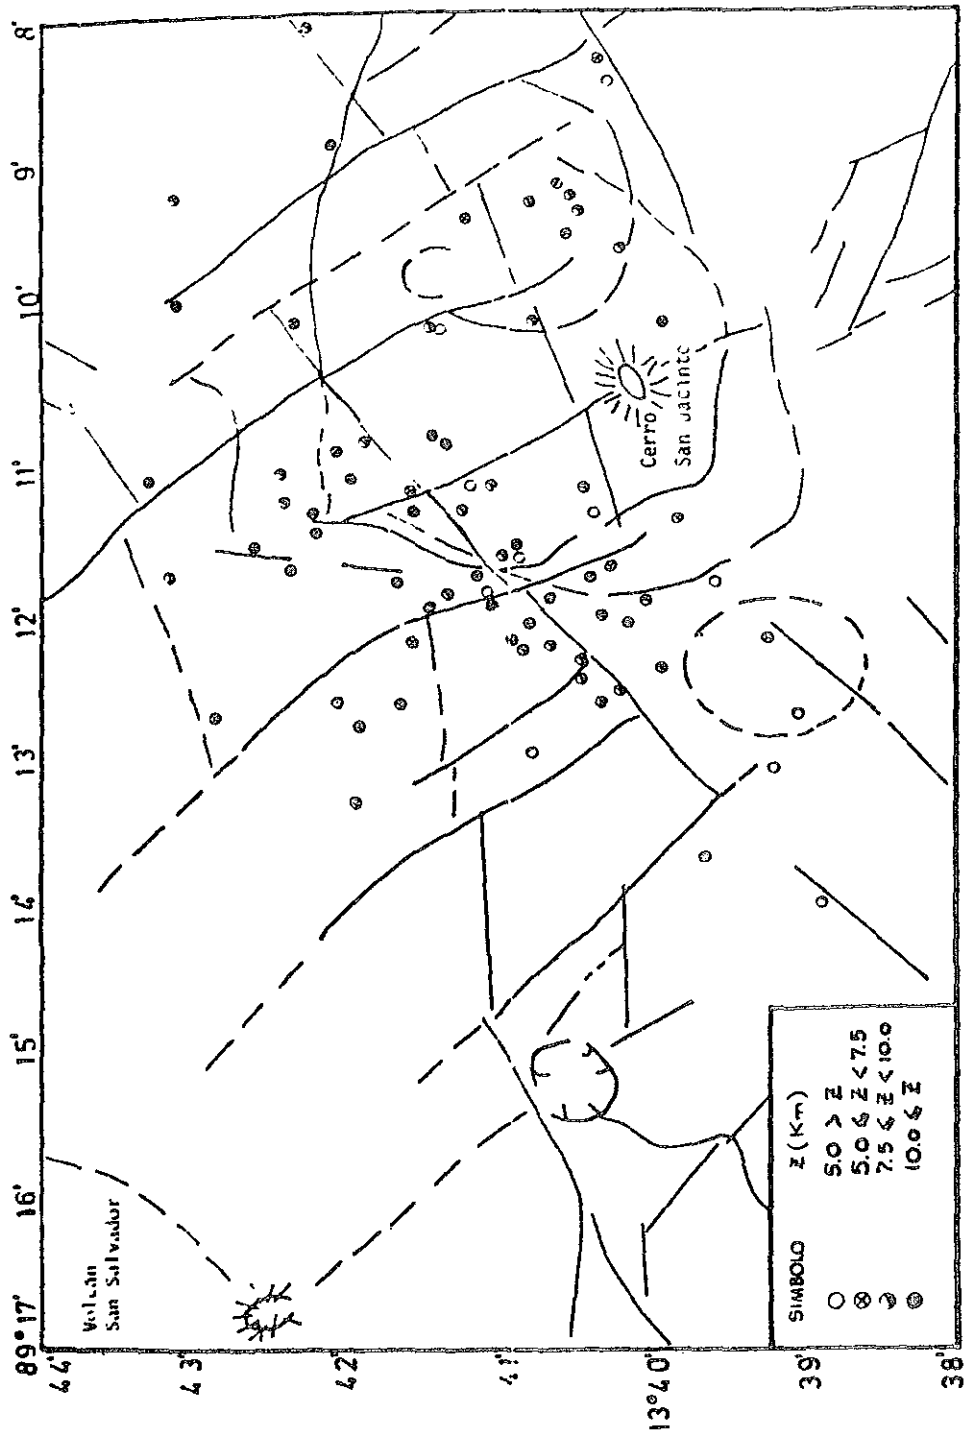 89°17'
16'
15'
14'
13'
12'
11'
10'
9'
8'
44'
43'
42
41'
13°40'
39'
38'
Volcán
San Salvador
Cerro
San Jacinto
SIMBOLO Z (Km)
5.0 > Z
5.0 ≤ Z < 7.5
7.5 ≤ Z < 10.0
10.0 ≤ Z